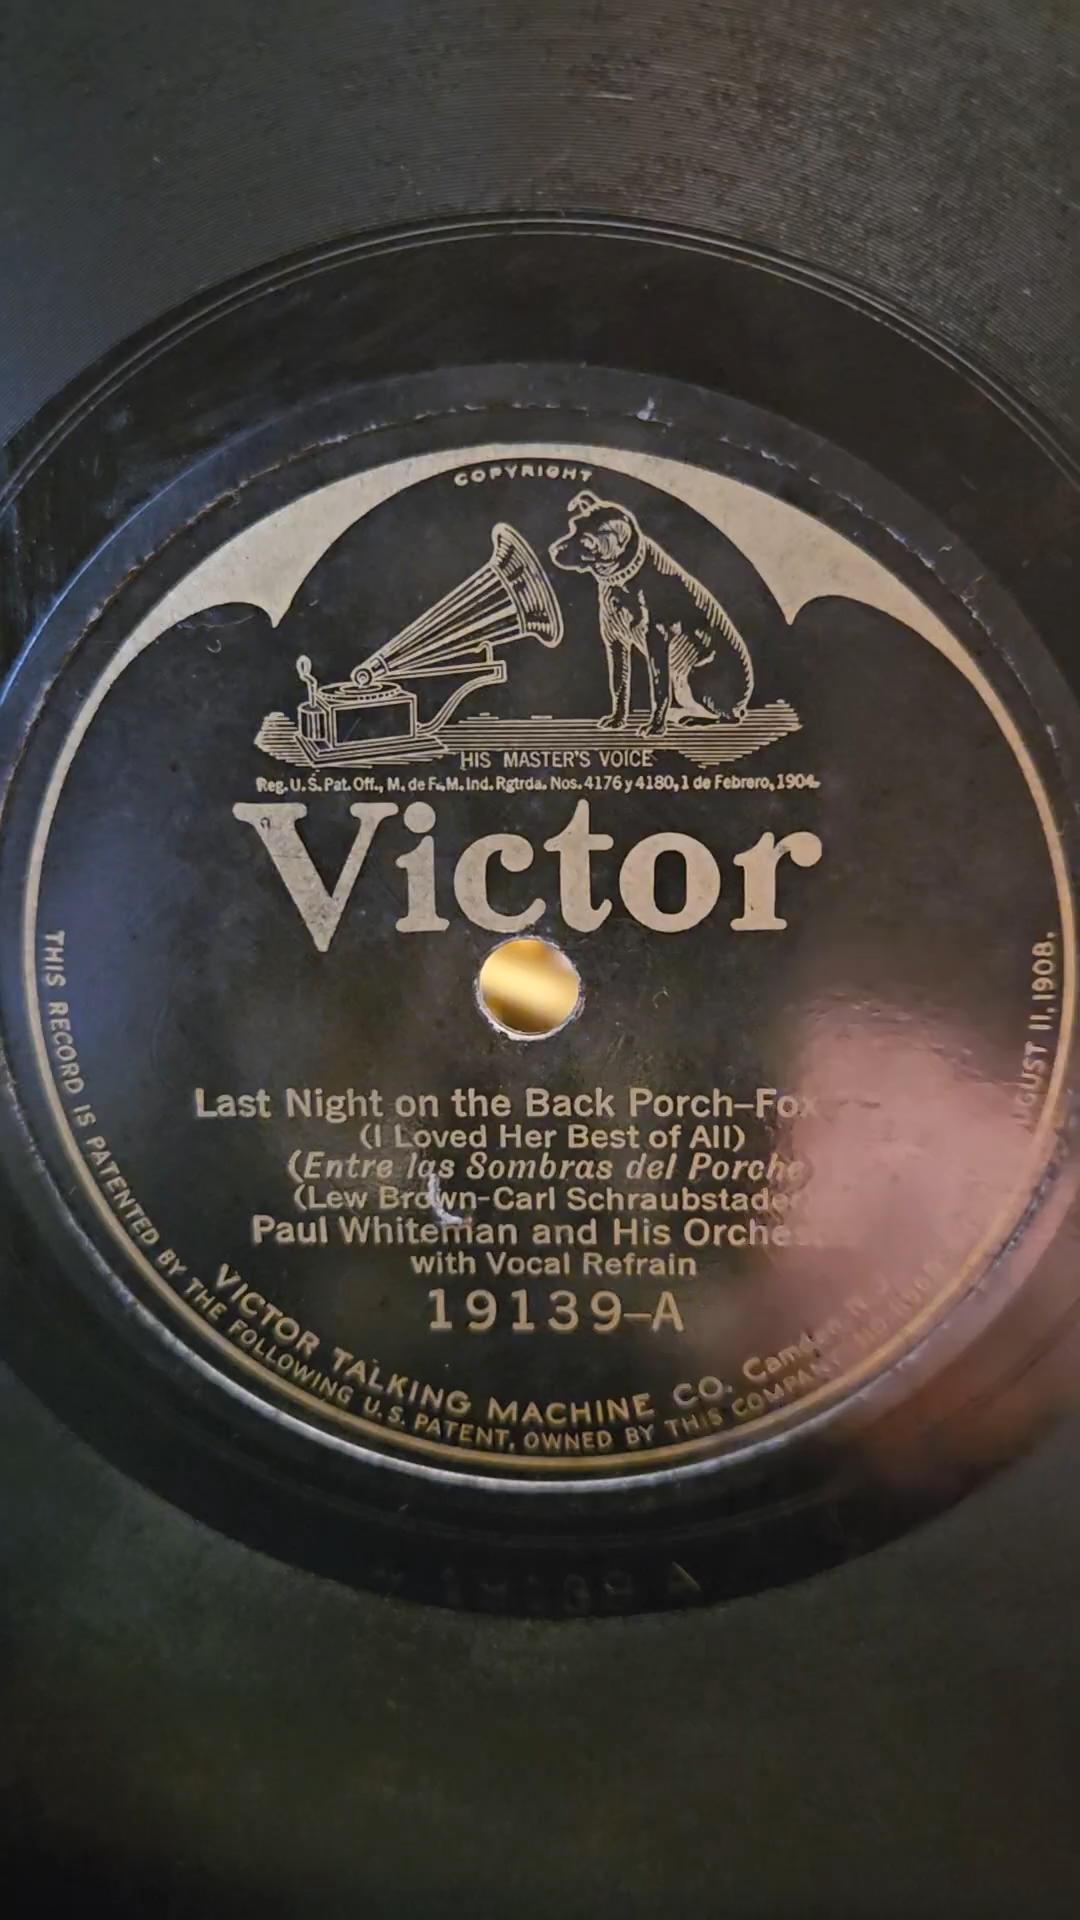 COPYRIGHT
HIS MASTER'S VOICE
Reg. U.S. Pat. Off., M. de F., M. Ind. Rgtrda. Nos. 4176 y 4180, 1 de Febrero, 1904.
Victor
Last Night on the Back Porch–Fox
(I Loved Her Best of All)
(Entre las Sombras del Porche)
(Lew Brown-Carl Schraubstader)
Paul Whiteman and His Orches
with Vocal Refrain
19139–A
VICTOR TALKING MACHINE CO. Camden, N.J.
THIS RECORD IS PATENTED BY THE FOLLOWING U.S. PATENT, OWNED BY THIS COMPANY
11, 1908.